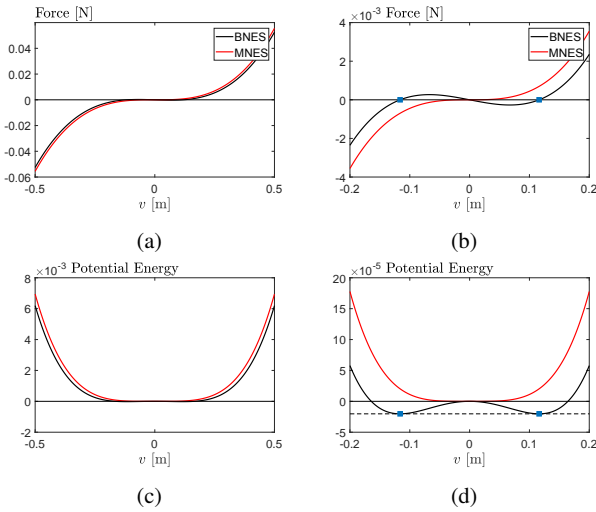 Force [N]
BNES
MNES
0.04
0.02
0
-0.02
-0.04
-0.06
-0.5
0
0.5
v [m]
(a)
×10⁻³ Force [N]
BNES
MNES
4
2
0
-2
-4
-0.2
-0.1
0
0.1
0.2
v [m]
(b)
×10⁻³ Potential Energy
8
6
4
2
0
-2
-0.5
0
0.5
v [m]
(c)
×10⁻⁵ Potential Energy
20
15
10
5
0
-5
-0.2
-0.1
0
0.1
0.2
v [m]
(d)